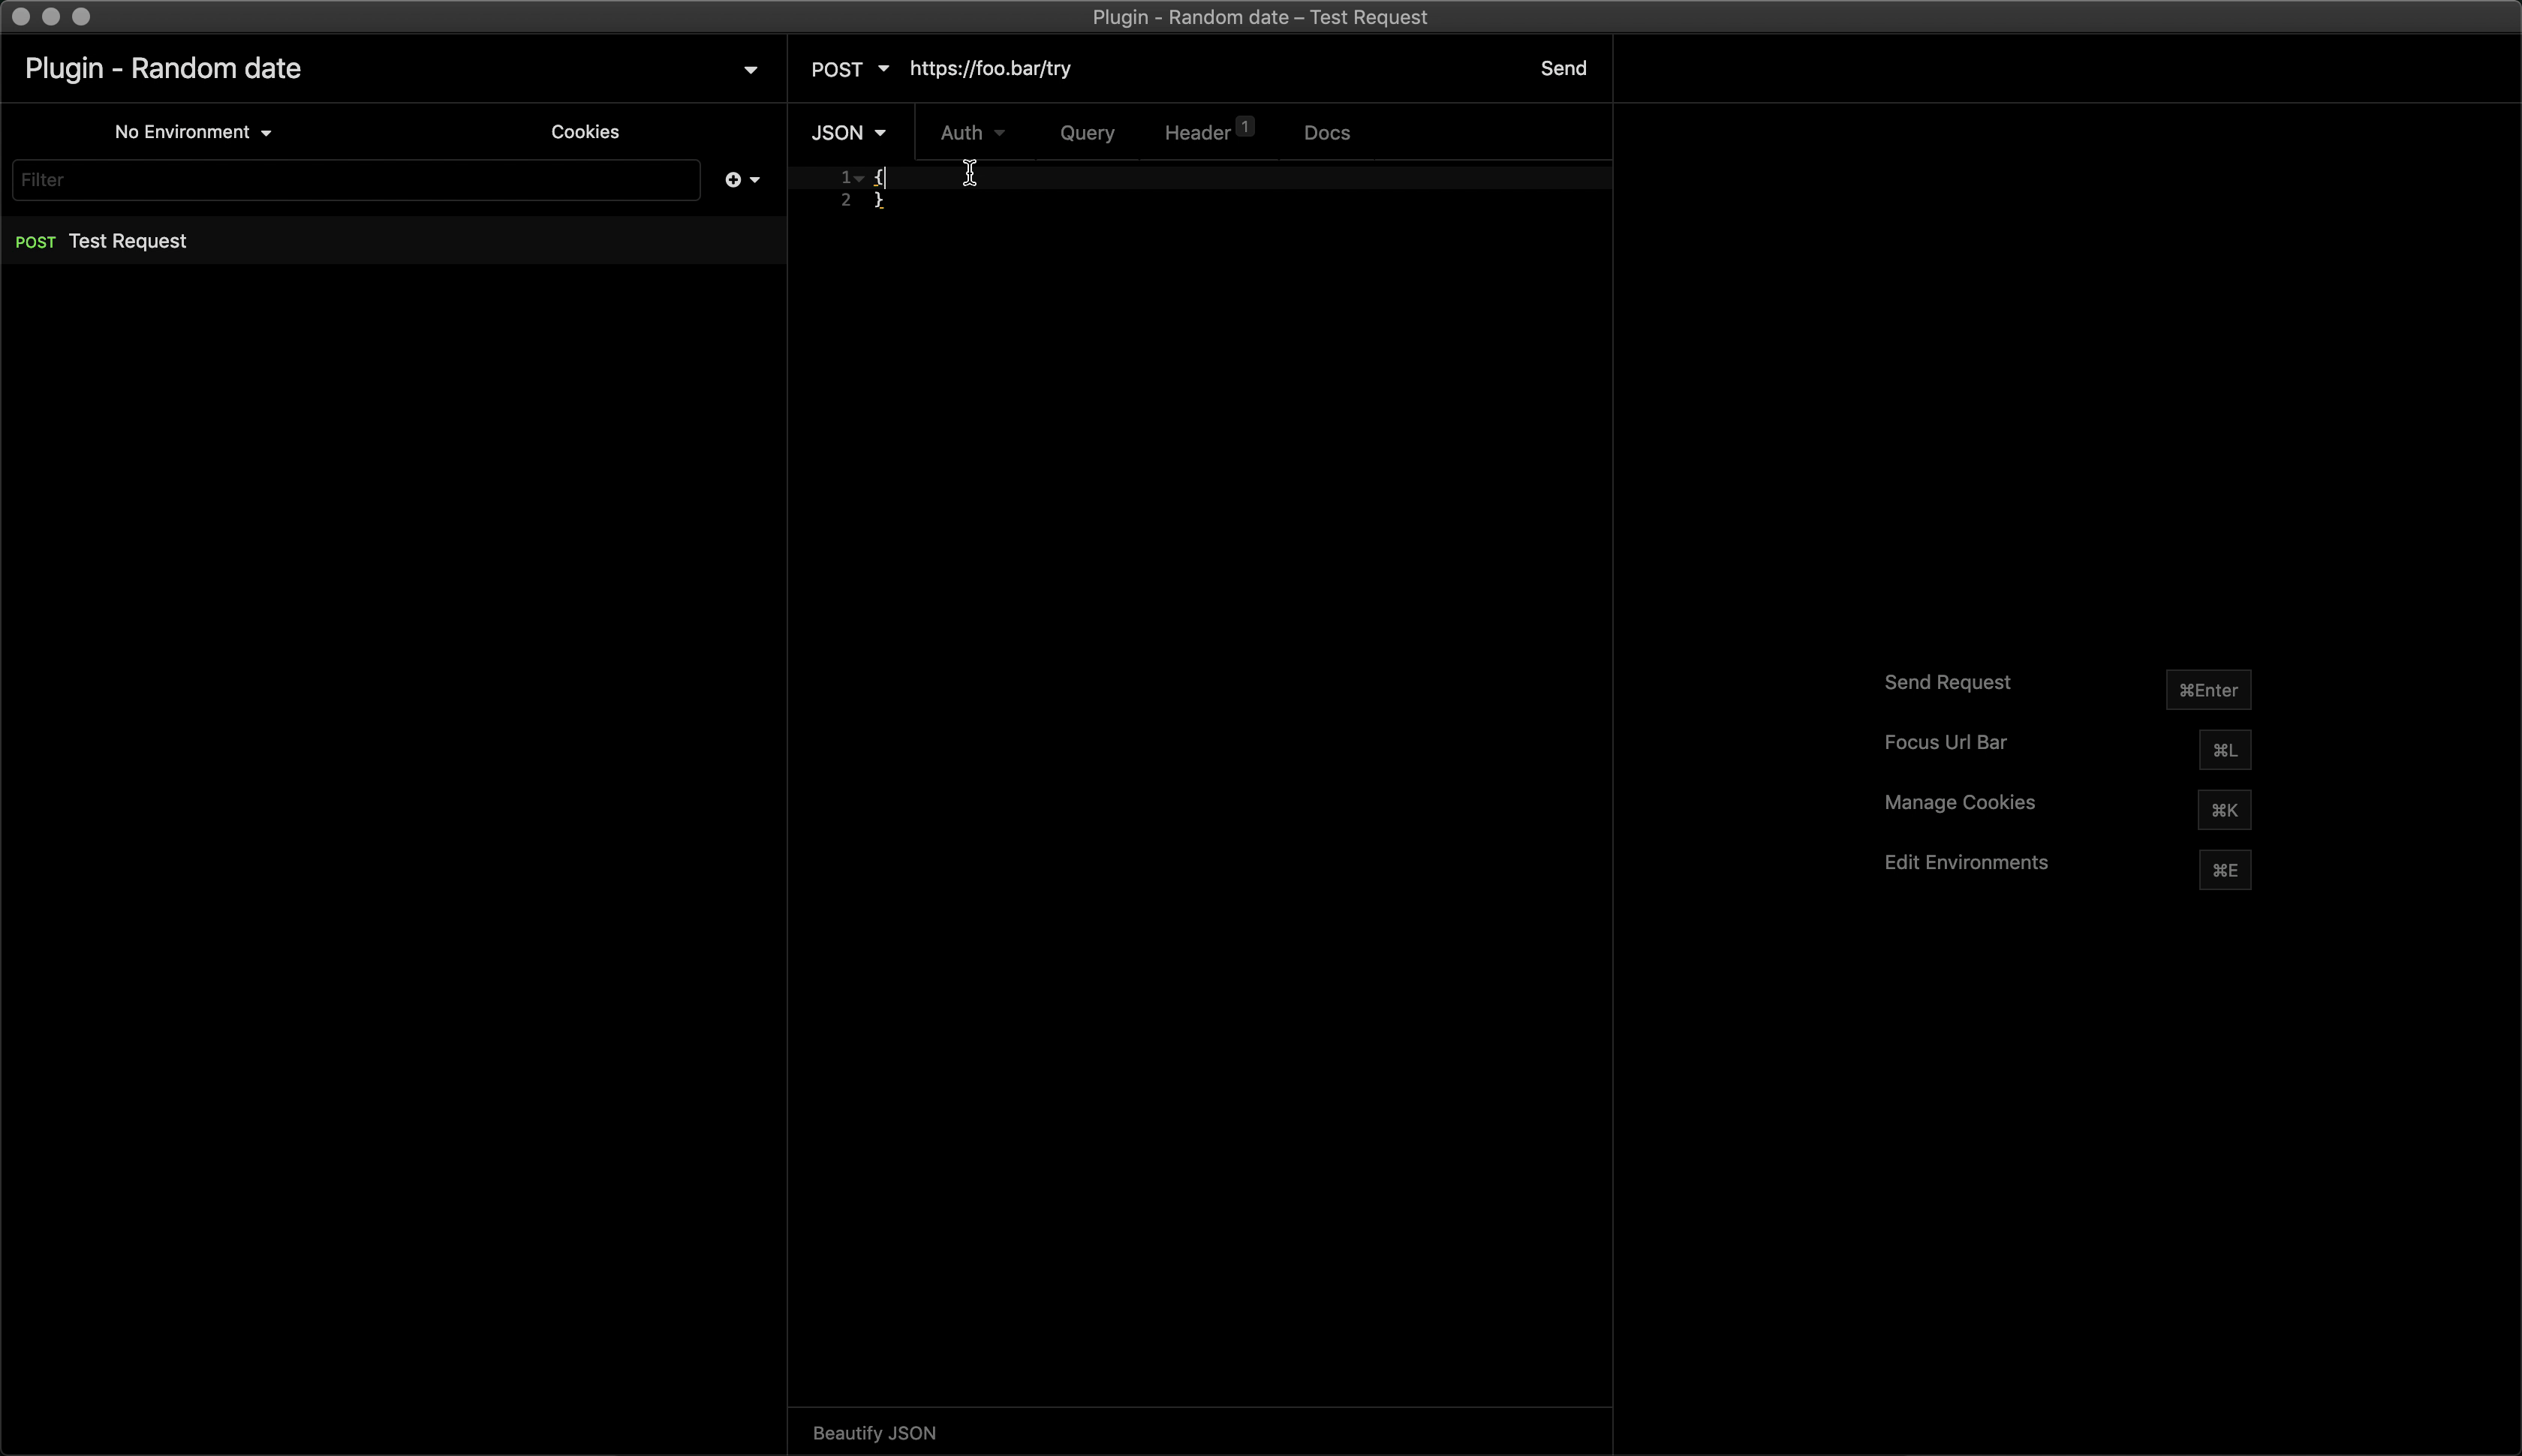 Plugin - Random date – Test Request
Plugin - Random date
POST https://foo.bar/try Send
No Environment Cookies
JSON Auth Query Header 1 Docs
Filter
1 {
2 }
POST Test Request
Send Request ⌘Enter
Focus Url Bar ⌘L
Manage Cookies ⌘K
Edit Environments ⌘E
Beautify JSON